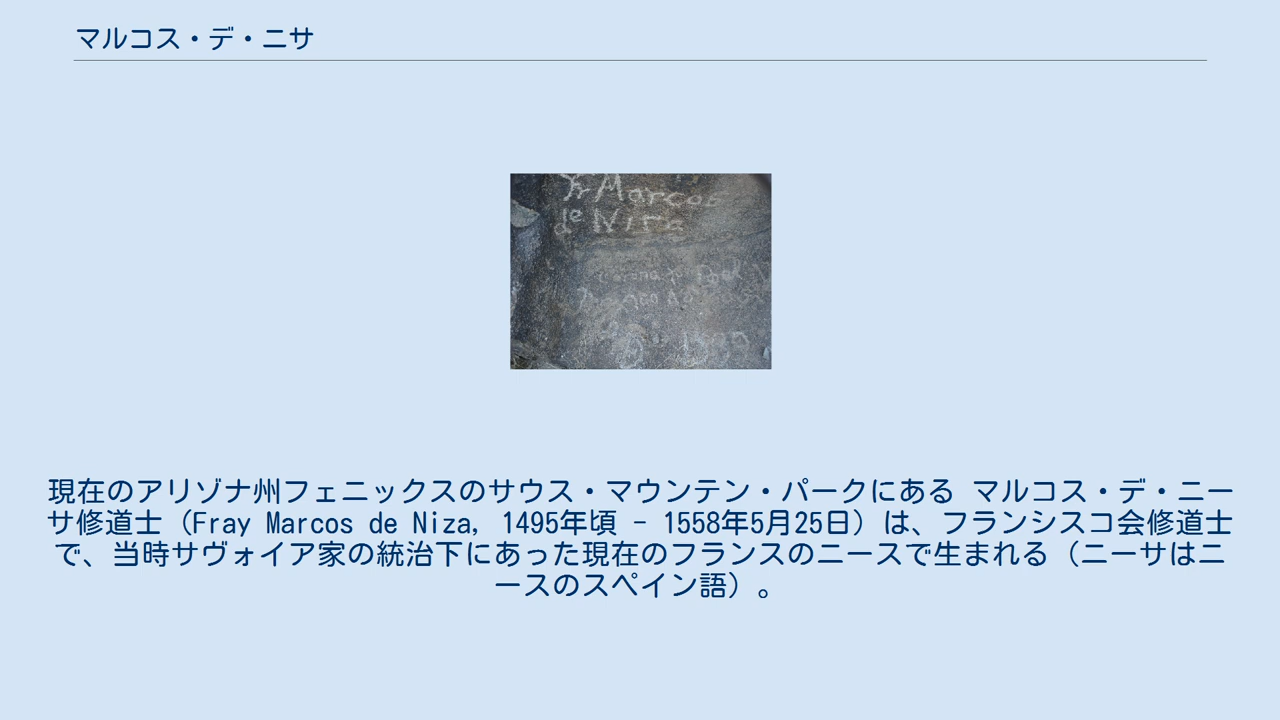 マルコス・デ・ニサ
Fr Marcos
de Niza
現在のアリゾナ州フェニックスのサウス・マウンテン・パークにある マルコス・デ・ニー
サ修道士（Fray Marcos de Niza, 1495年頃 - 1558年5月25日）は、フランシスコ会修道士
で、当時サヴォイア家の統治下にあった現在のフランスのニースで生まれる（ニーサはニ
ースのスペイン語）。